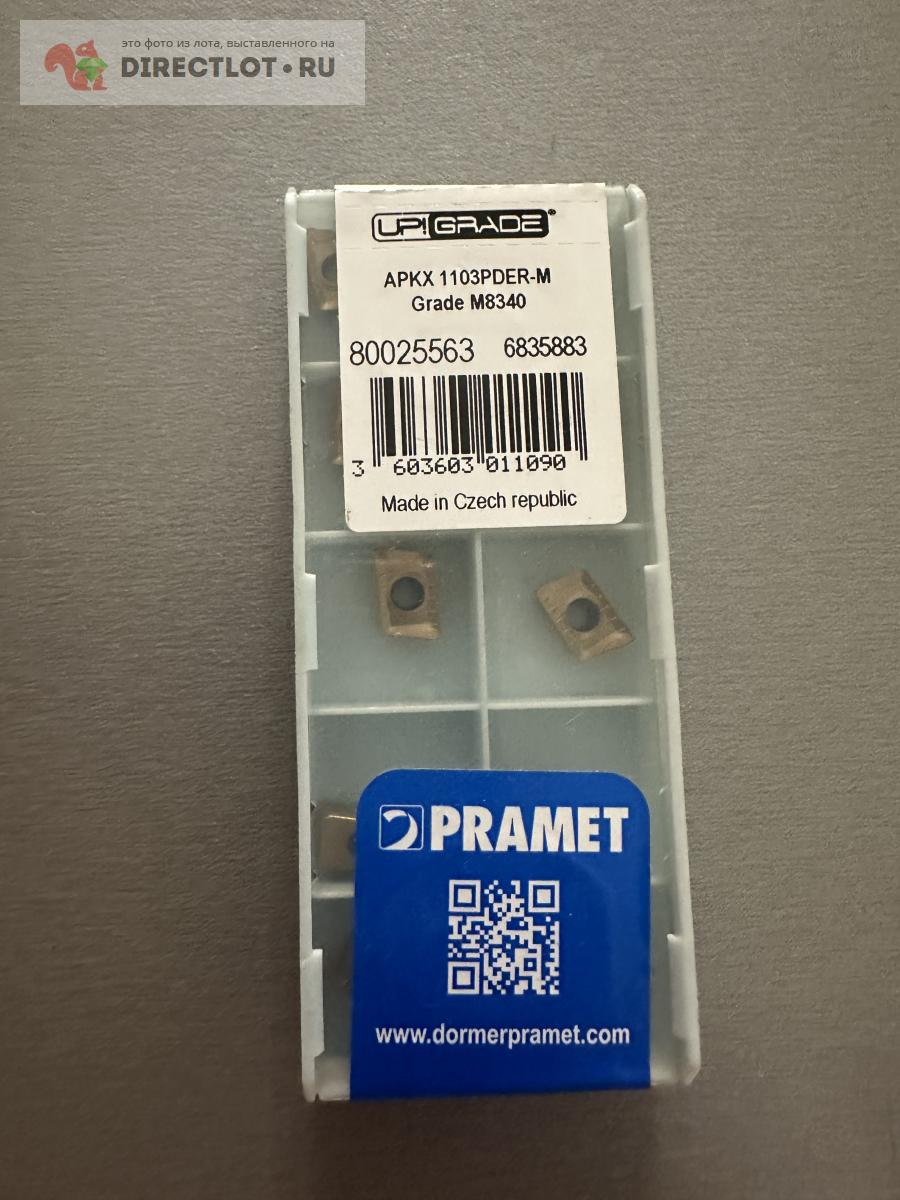 это фото из лота, выставленного на
DIRECTLOT•RU
UP!GRADE®
APKX 1103PDER-M
Grade M8340
80025563 6835883
3 603603 011090
Made in Czech republic
PRAMET
www.dormerpramet.com